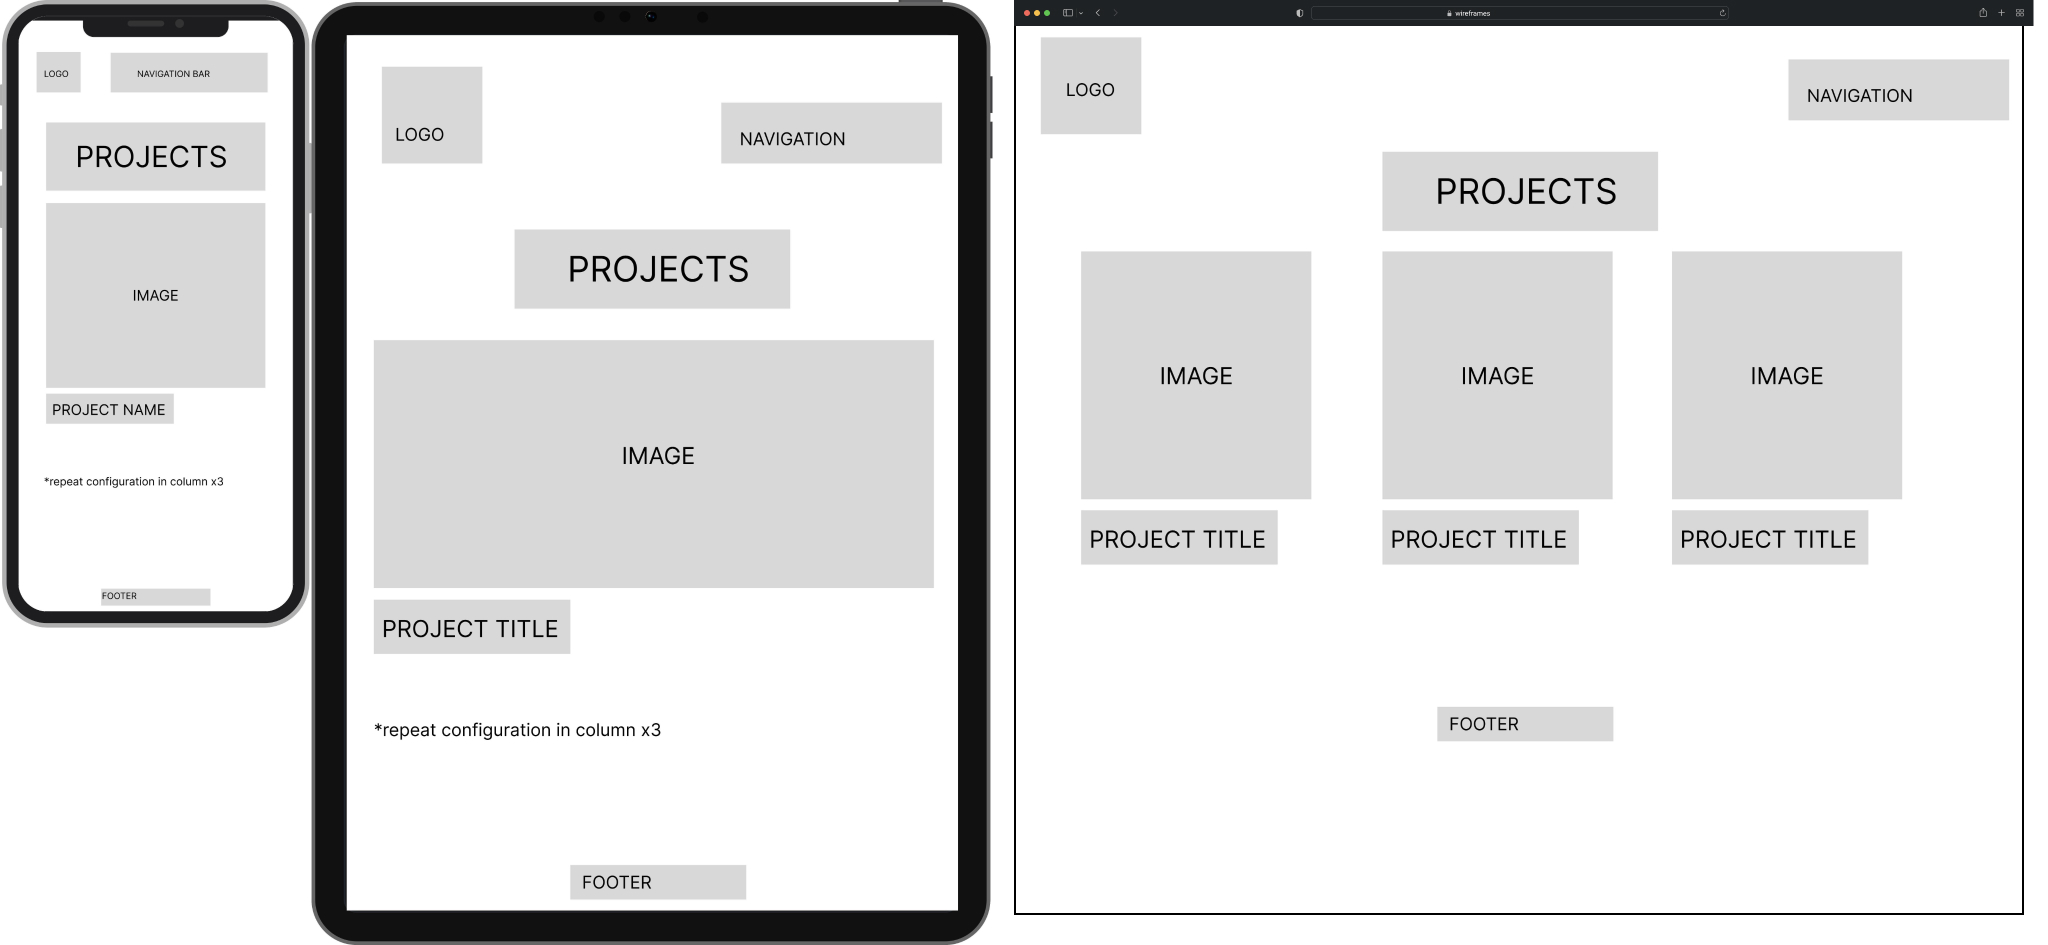 LOGO
NAVIGATION BAR
PROJECTS
IMAGE
PROJECT NAME
*repeat configuration in column x3
FOOTER
LOGO
NAVIGATION
PROJECTS
IMAGE
PROJECT TITLE
*repeat configuration in column x3
FOOTER
wireframes
LOGO
NAVIGATION
PROJECTS
IMAGE IMAGE IMAGE
PROJECT TITLE PROJECT TITLE PROJECT TITLE
FOOTER